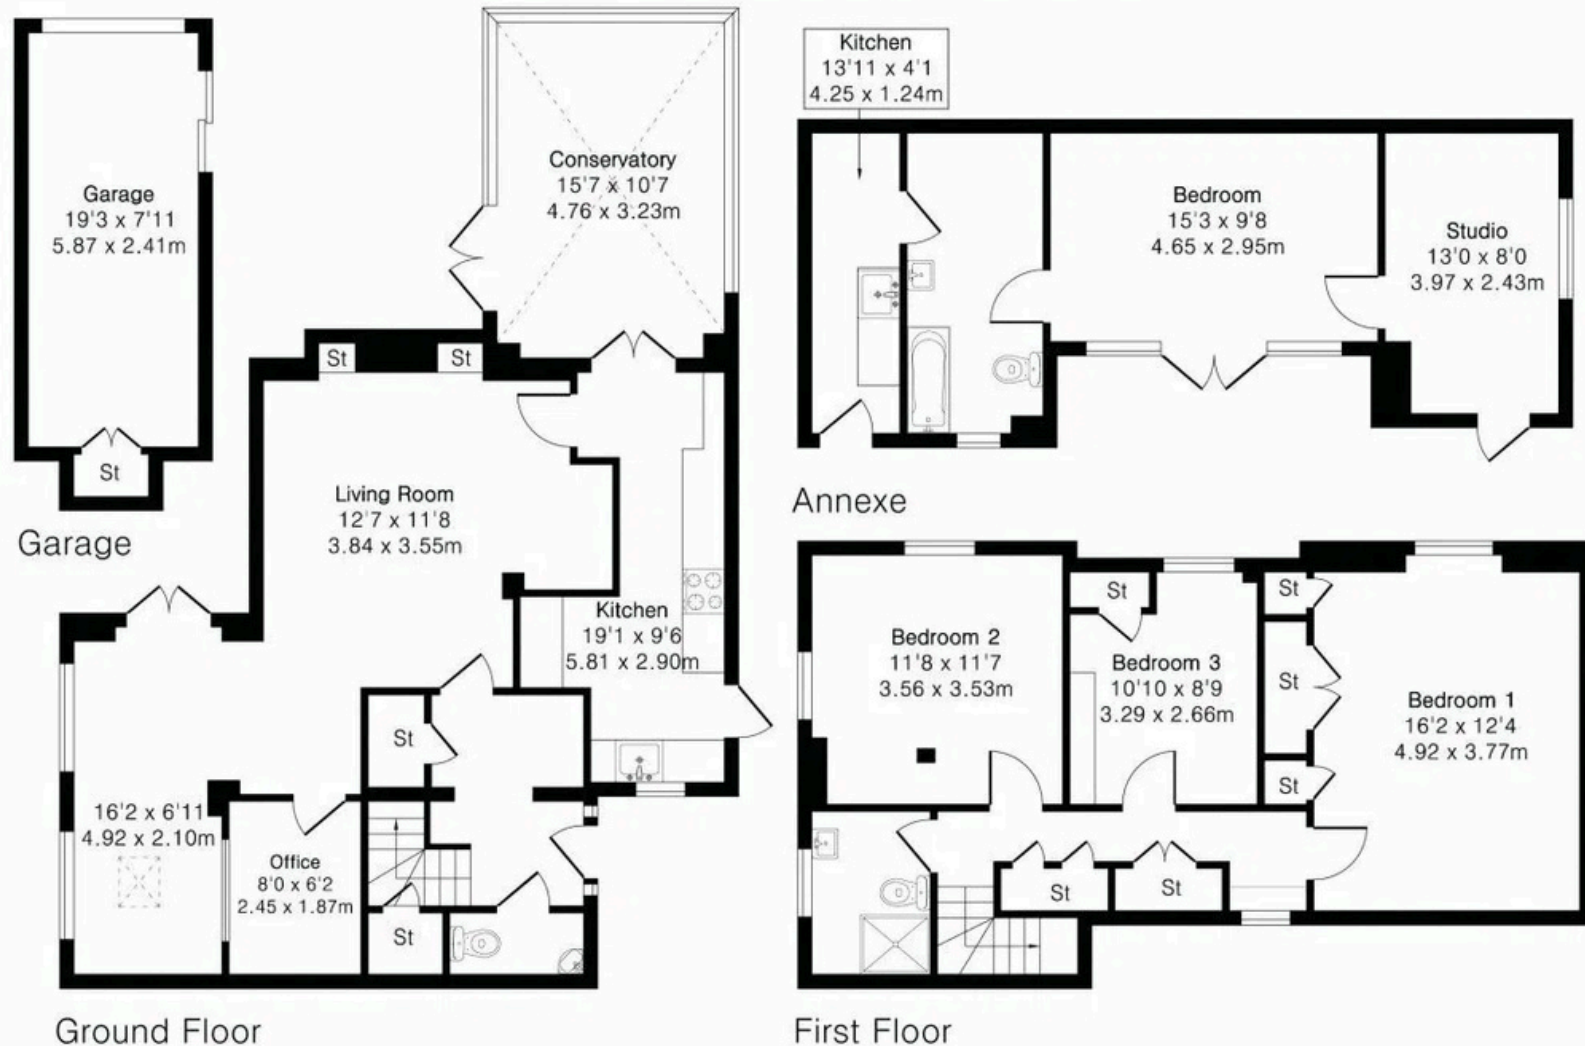 Garage
19'3 x 7'11
5.87 x 2.41m
St
Garage
Conservatory
15'7 x 10'7
4.76 x 3.23m
St
St
Living Room
12'7 x 11'8
3.84 x 3.55m
Kitchen
19'1 x 9'6
5.81 x 2.90m
St
16'2 x 6'11
4.92 x 2.10m
Office
8'0 x 6'2
2.45 x 1.87m
St
Ground Floor
Kitchen
13'11 x 4'1
4.25 x 1.24m
Bedroom
15'3 x 9'8
4.65 x 2.95m
Studio
13'0 x 8'0
3.97 x 2.43m
Annexe
Bedroom 2
11'8 x 11'7
3.56 x 3.53m
St
Bedroom 3
10'10 x 8'9
3.29 x 2.66m
St
St
St
Bedroom 1
16'2 x 12'4
4.92 x 3.77m
St
St
First Floor